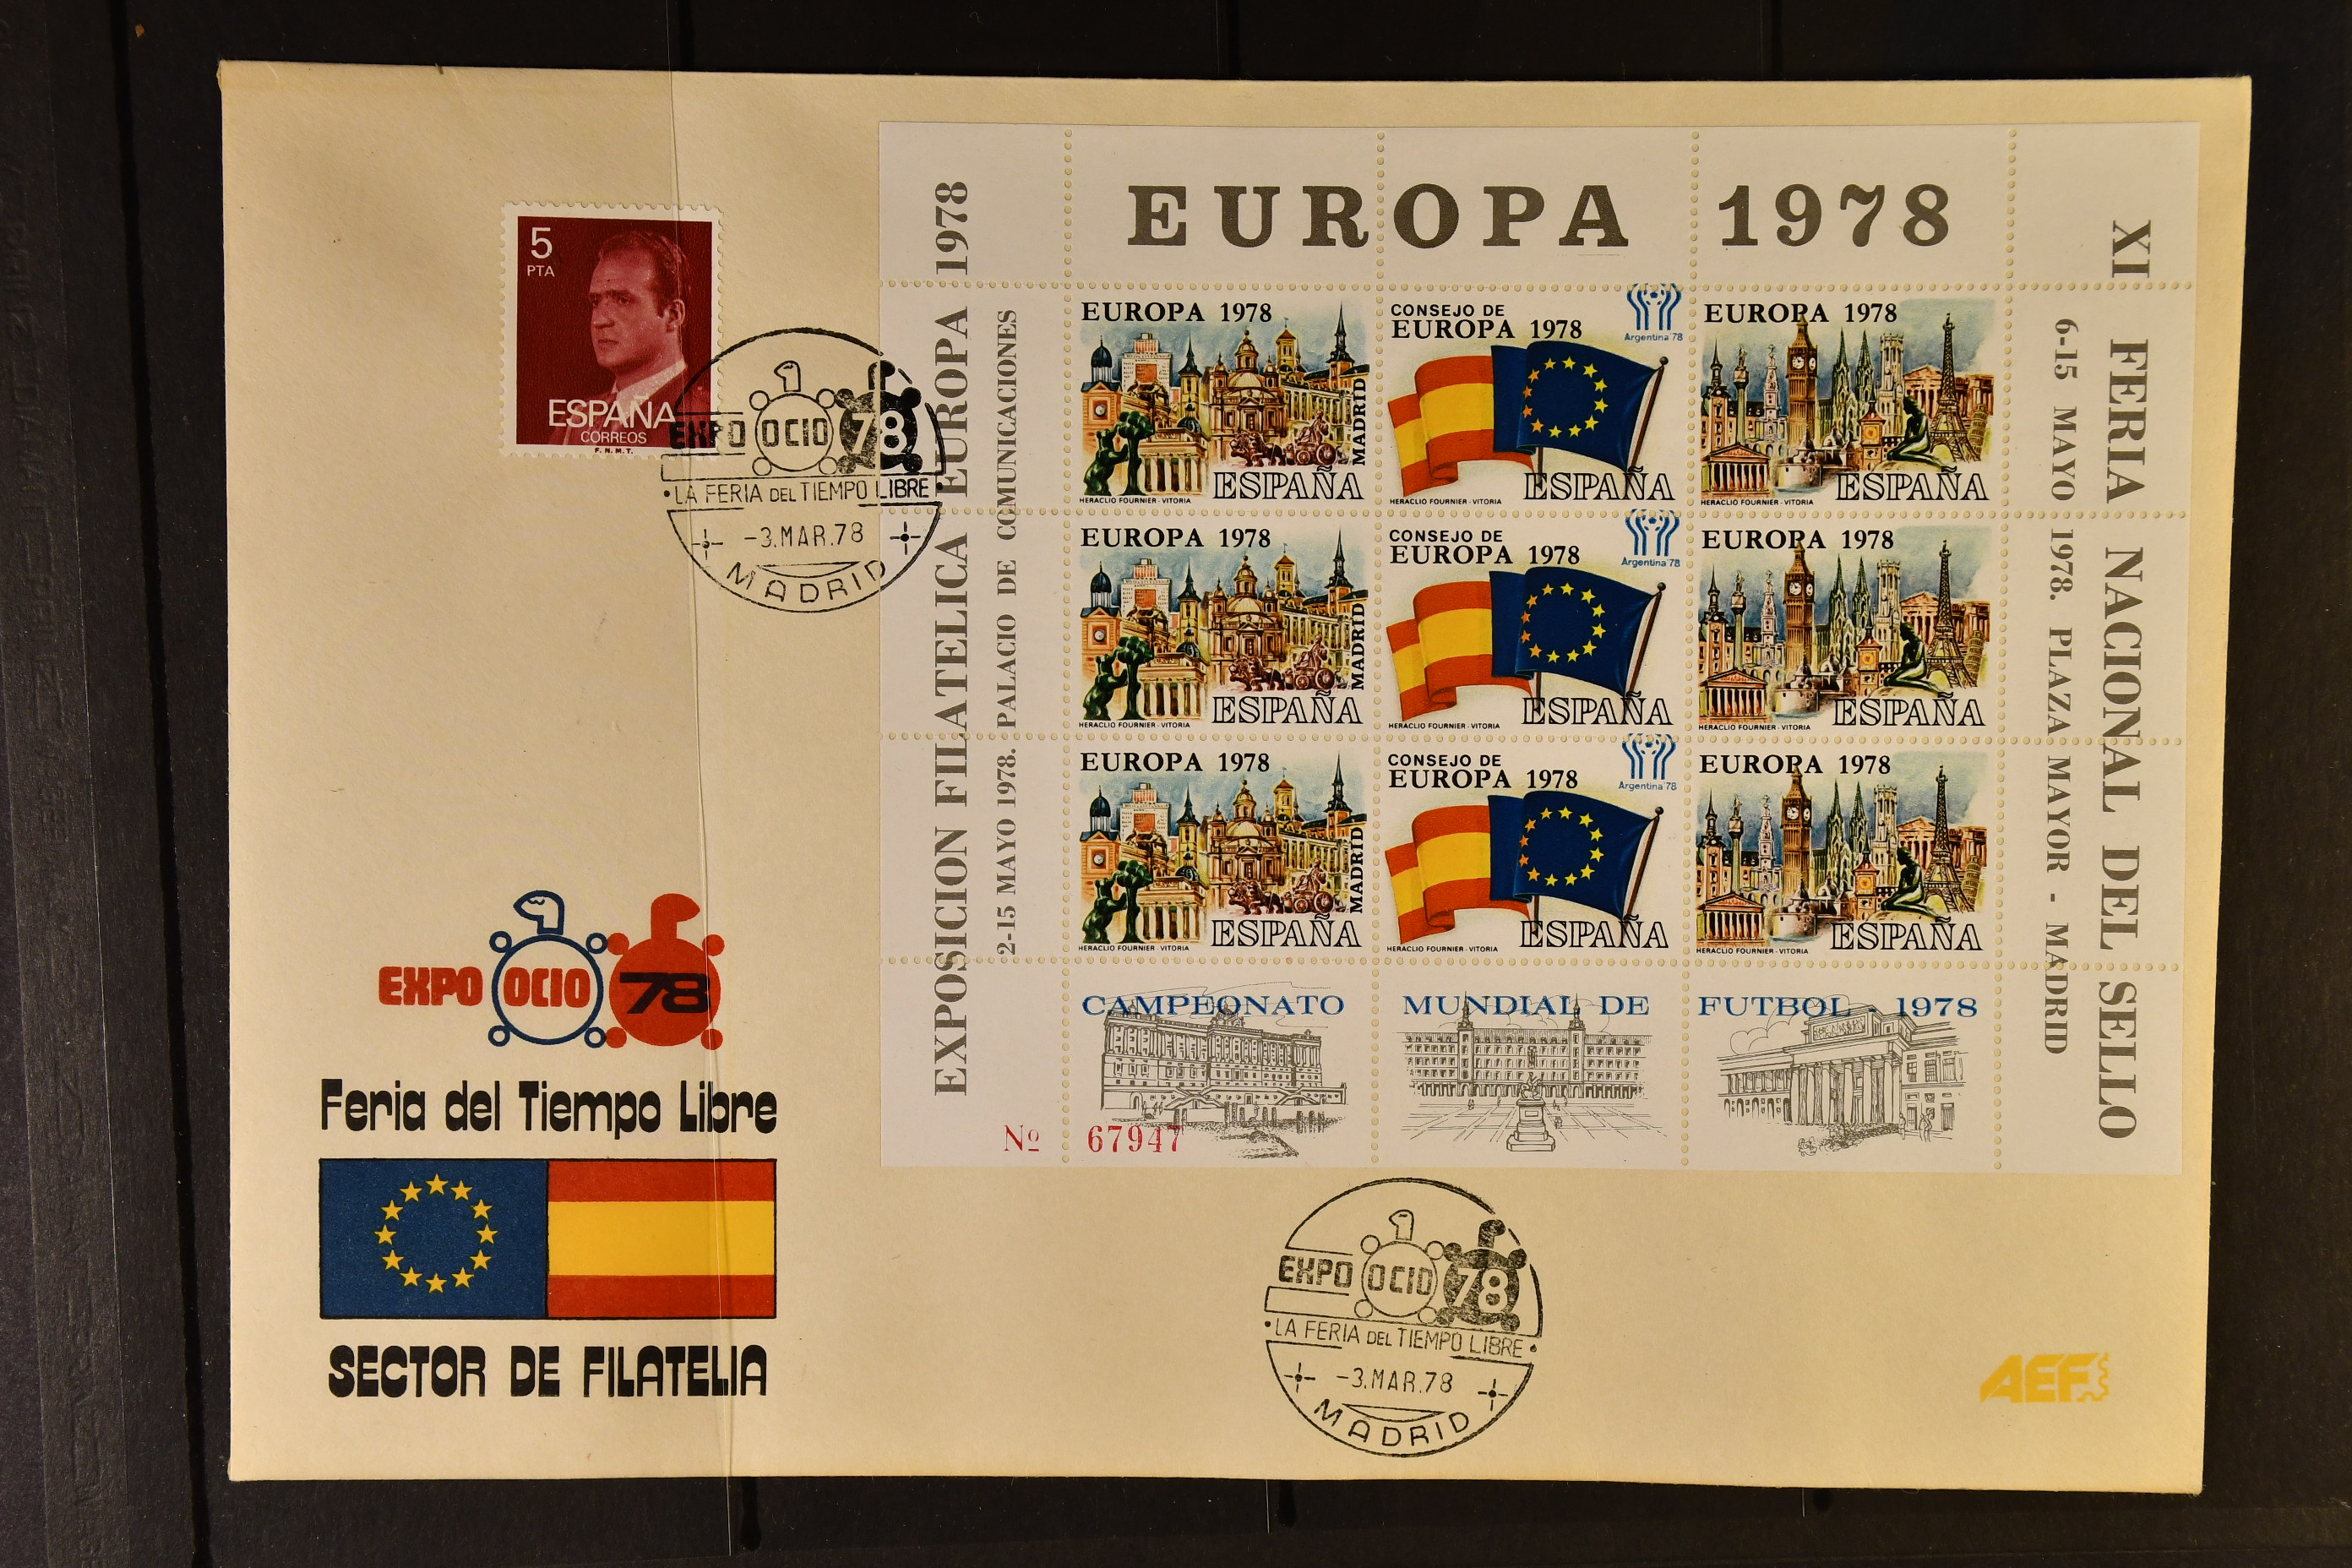 5
PTA
ESPAÑA
CORREOS
F. N. M. T.
EXPO OCIO 78
LA FERIA DEL TIEMPO LIBRE
-3.MAR.78
MADRID
EXPO OCIO 78
Feria del Tiempo Libre
SECTOR DE FILATELIA
EXPOSICION FILATELICA EUROPA 1978
2-15 MAYO 1978. PALACIO DE COMUNICACIONES
EUROPA 1978
XI FERIA NACIONAL DEL SELLO
6-15 MAYO 1978. PLAZA MAYOR - MADRID
EUROPA 1978
MADRID
ESPAÑA
HERACLIO FOURNIER - VITORIA
CONSEJO DE
EUROPA 1978
Argentina '78
ESPAÑA
HERACLIO FOURNIER - VITORIA
EUROPA 1978
ESPAÑA
HERACLIO FOURNIER - VITORIA
EUROPA 1978
MADRID
ESPAÑA
HERACLIO FOURNIER - VITORIA
CONSEJO DE
EUROPA 1978
Argentina '78
ESPAÑA
HERACLIO FOURNIER - VITORIA
EUROPA 1978
ESPAÑA
HERACLIO FOURNIER - VITORIA
EUROPA 1978
MADRID
ESPAÑA
HERACLIO FOURNIER - VITORIA
CONSEJO DE
EUROPA 1978
Argentina '78
ESPAÑA
HERACLIO FOURNIER - VITORIA
EUROPA 1978
ESPAÑA
HERACLIO FOURNIER - VITORIA
CAMPEONATO MUNDIAL DE FUTBOL - 1978
Nº 67947
EXPO OCIO 78
LA FERIA DEL TIEMPO LIBRE
-3.MAR.78
MADRID
AEF